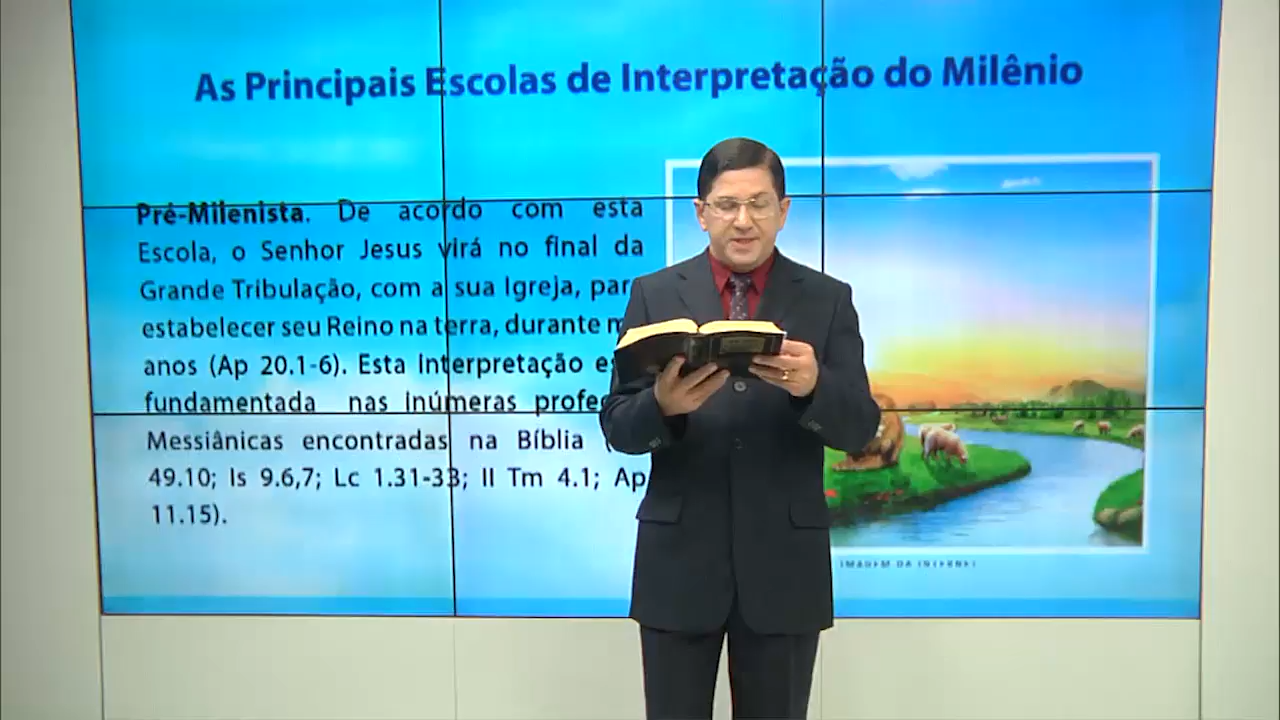 As Principais Escolas de Interpretação do Milênio
Pré-Milenista. De acordo com esta
Escola, o Senhor Jesus virá no final da
Grande Tribulação, com a sua Igreja,
estabelecer seu Reino na terra, durante
anos (Ap 20.1-6). Esta Interpretação
fundamentada nas inúmeras
Messiânicas encontradas na Bíblia
49.10; Is 9.6,7; Lc 1.31-33; II Tm 4.1; Ap
11.15).
IMAGEM DA INTERNET